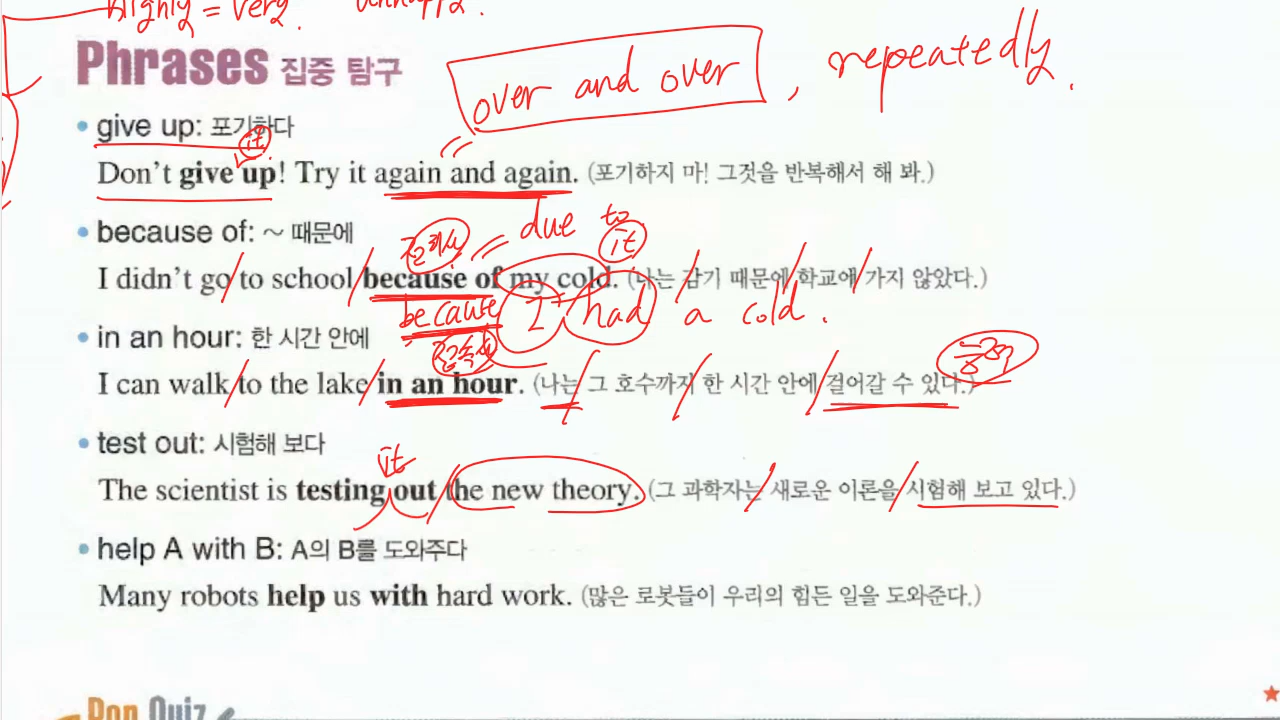 highly = very. unhappy.
Phrases 집중 탐구
over and over, repeatedly.
• give up: 포기하다
it
Don't give up! Try it again and again. (포기하지 마! 그것을 반복해서 해 봐.)
• because of: ~ 때문에
전치사 = due to it
I didn't go to school because of my cold. (나는 감기 때문에 학교에 가지 않았다.)
because I had a cold.
• in an hour: 한 시간 안에
접속사
I can walk to the lake in an hour. (나는 그 호수까지 한 시간 안에 걸어갈 수 있다.)
• test out: 시험해 보다
it
The scientist is testing out the new theory. (그 과학자는 새로운 이론을 시험해 보고 있다.)
• help A with B: A의 B를 도와주다
Many robots help us with hard work. (많은 로봇들이 우리의 힘든 일을 도와준다.)
Pop Quiz